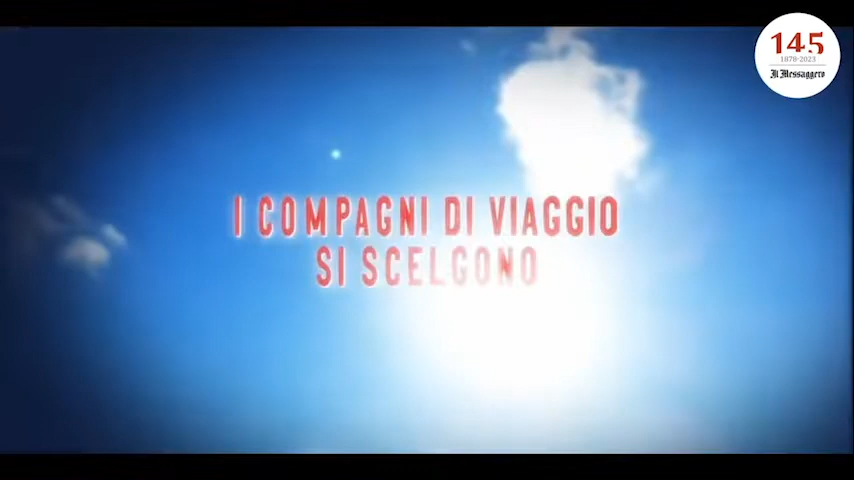 145
1878-2023
Il Messaggero
I COMPAGNI DI VIAGGIO
SI SCELGONO